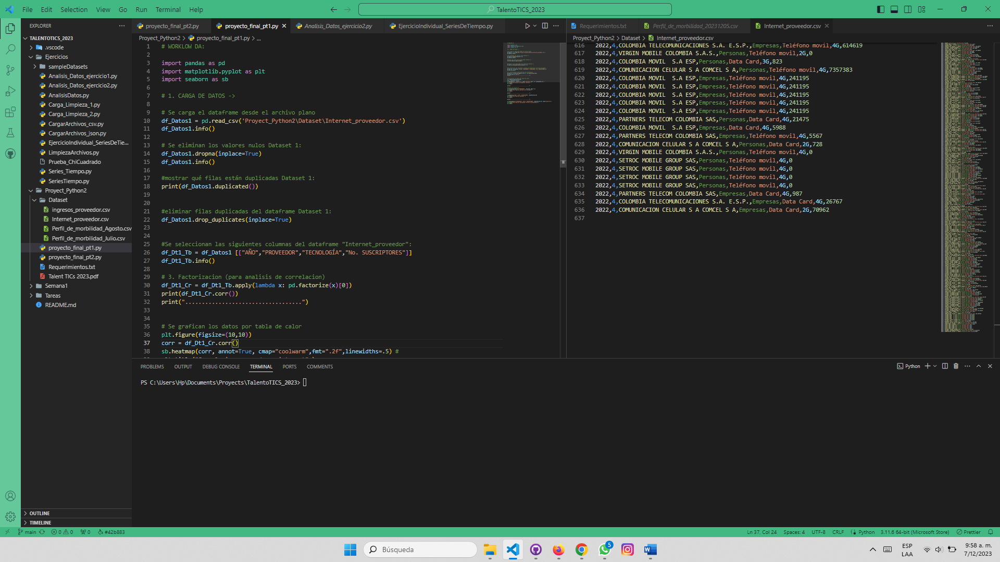 File Edit Selection View Go Run Terminal Help
TalentoTICS_2023
EXPLORER
TALENTOTICS_2023
.vscode
Ejercicios
sampleDatasets
Analisis_Datos_ejercicio1.py
Analisis_Datos_ejercicio2.py
AnalisisDatos.py
Carga_Limpieza_1.py
Carga_Limpieza_2.py
CargarArchivos_csv.py
CargarArchivos_json.py
EjercicioIndividual_SeriesDeTie...
LimpiezaArchivos.py
Prueba_ChiCuadrado
Series_Tiempo.py
SeriesTiempo.py
Proyect_Python2
Dataset
ingresos_proveedor.csv
Internet_proveedor.csv
Perfil_de_morbilidad_Agosto.csv
Perfil_de_morbilidad_Julio.csv
proyecto_final_pt1.py
proyecto_final_pt2.py
Requerimientos.txt
Talent TICs 2023.pdf
Semana1
Tareas
README.md
OUTLINE
TIMELINE
proyecto_final_pt2.py proyecto_final_pt1.py Analisis_Datos_ejercicio2.py EjercicioIndividual_SeriesDeTiempo.py
Proyect_Python2 > proyecto_final_pt1.py > ...
1 # WORKLOW DA:
2
3 import pandas as pd
4 import matplotlib.pyplot as plt
5 import seaborn as sb
6
7 # 1. CARGA DE DATOS ->
8
9 # Se carga el dataframe desde el archivo plano
10 df_Datos1 = pd.read_csv('Proyect_Python2\Dataset\Internet_proveedor.csv')
11 df_Datos1.info()
12
13 # Se eliminan los valores nulos Dataset 1:
14 df_Datos1.dropna(inplace=True)
15 df_Datos1.info()
16
17 #mostrar qué filas están duplicadas Dataset 1:
18 print(df_Datos1.duplicated())
19
20
21 #eliminar filas duplicadas del dataframe Dataset 1:
22 df_Datos1.drop_duplicates(inplace=True)
23
24
25 #Se seleccionan las siguientes columnas del dataframe "Internet_proveedor":
26 df_Dt1_Tb = df_Datos1 [["AÑO","PROVEEDOR","TECNOLOGÍA","No. SUSCRIPTORES"]]
27 df_Dt1_Tb.info()
28
29 # 3. Factorizacion (para analisis de correlacion)
30 df_Dt1_Cr = df_Dt1_Tb.apply(lambda x: pd.factorize(x)[0])
31 print(df_Dt1_Cr.corr())
32 print("...................................")
33
34
35 # Se grafican los datos por tabla de calor
36 plt.figure(figsize=(10,10))
37 corr = df_Dt1_Cr.corr()
38 sb.heatmap(corr, annot=True, cmap="coolwarm",fmt=".2f",linewidths=.5) #
Requerimientos.txt Perfil_de_morbilidad_20231205.csv Internet_proveedor.csv
Proyect_Python2 > Dataset > Internet_proveedor.csv
616 2022,4,COLOMBIA TELECOMUNICACIONES S.A. E.S.P.,Empresas,Teléfono movil,4G,614619
617 2022,4,VIRGIN MOBILE COLOMBIA S.A.S.,Personas,Teléfono movil,2G,0
618 2022,4,COLOMBIA MOVIL  S.A ESP,Personas,Data Card,3G,823
619 2022,4,COMUNICACION CELULAR S A COMCEL S A,Personas,Teléfono movil,4G,7357383
620 2022,4,COLOMBIA MOVIL  S.A ESP,Empresas,Teléfono movil,4G,241195
621 2022,4,COLOMBIA MOVIL  S.A ESP,Empresas,Teléfono movil,4G,241195
622 2022,4,COLOMBIA MOVIL  S.A ESP,Empresas,Teléfono movil,4G,241195
623 2022,4,COLOMBIA MOVIL  S.A ESP,Empresas,Teléfono movil,4G,241195
624 2022,4,COLOMBIA MOVIL  S.A ESP,Empresas,Teléfono movil,4G,241195
625 2022,4,PARTNERS TELECOM COLOMBIA SAS,Personas,Data Card,4G,21475
626 2022,4,COLOMBIA MOVIL  S.A ESP,Empresas,Data Card,4G,5988
627 2022,4,PARTNERS TELECOM COLOMBIA SAS,Empresas,Teléfono movil,4G,5567
628 2022,4,COMUNICACION CELULAR S A COMCEL S A,Personas,Data Card,2G,728
629 2022,4,VIRGIN MOBILE COLOMBIA S.A.S.,Personas,Teléfono movil,4G,0
630 2022,4,SETROC MOBILE GROUP SAS,Personas,Teléfono movil,4G,0
631 2022,4,SETROC MOBILE GROUP SAS,Personas,Teléfono movil,4G,0
632 2022,4,SETROC MOBILE GROUP SAS,Personas,Teléfono movil,4G,0
633 2022,4,SETROC MOBILE GROUP SAS,Personas,Teléfono movil,4G,0
634 2022,4,PARTNERS TELECOM COLOMBIA SAS,Empresas,Data Card,4G,987
635 2022,4,COLOMBIA TELECOMUNICACIONES S.A. E.S.P.,Empresas,Data Card,4G,26767
636 2022,4,COMUNICACION CELULAR S A COMCEL S A,Empresas,Data Card,2G,70962
637
PROBLEMS OUTPUT DEBUG CONSOLE TERMINAL PORTS COMMENTS
Python
PS C:\Users\Hp\Documents\Proyects\TalentoTICS_2023>
main 0 0 0 #42b883
Ln 37, Col 24 Spaces: 4 UTF-8 CRLF Python 3.11.6 64-bit (Microsoft Store) Prettier
Búsqueda
5
ESP
LAA
9:58 a. m.
7/12/2023